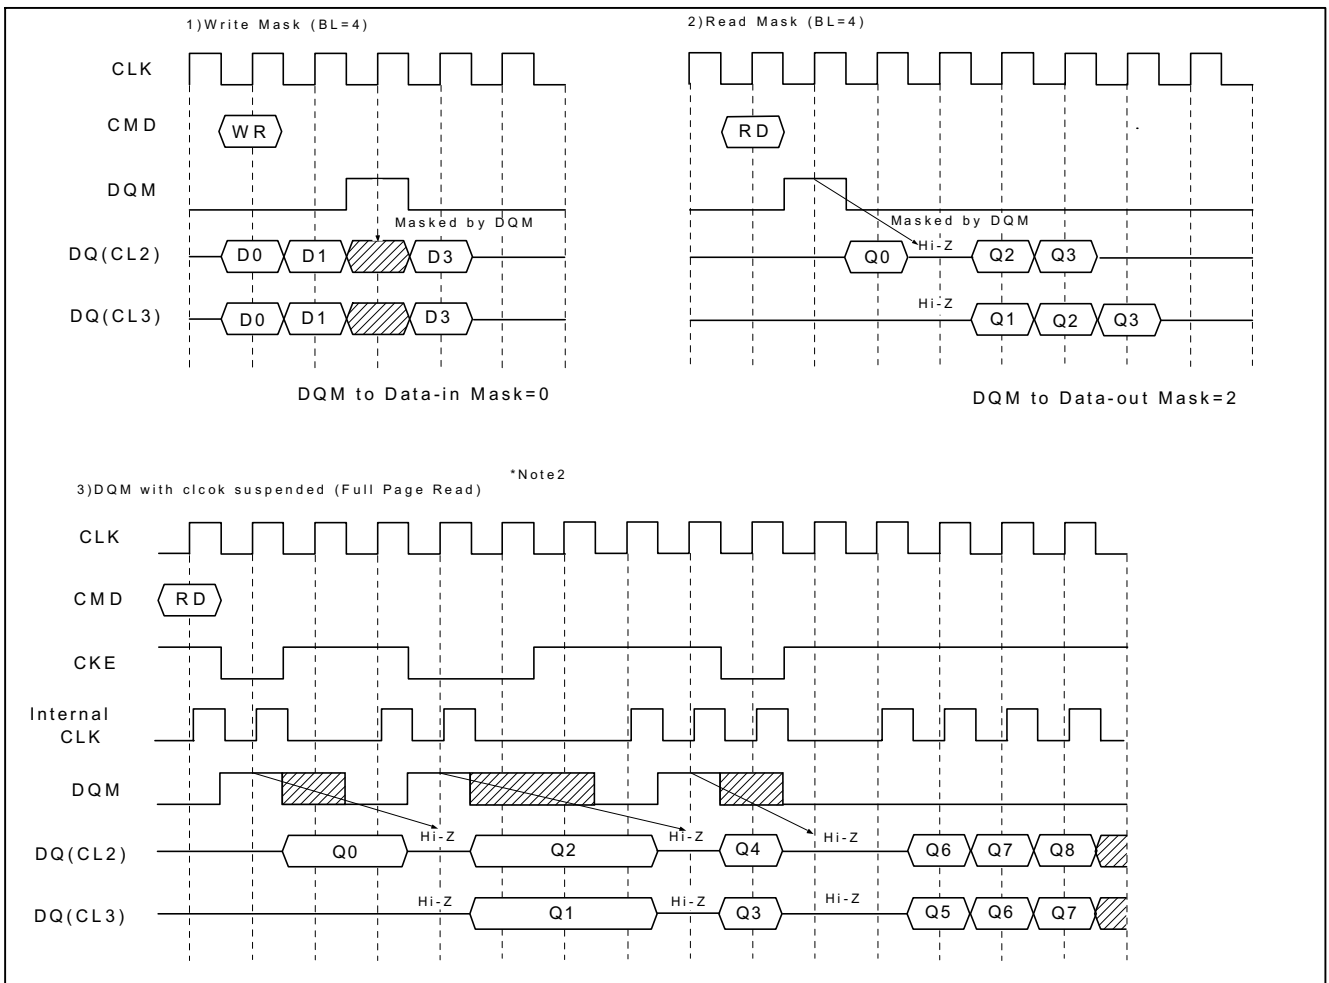 1)Write Mask (BL=4)
CLK
CMD
WR
DQM
Masked by DQM
DQ(CL2)
D0 D1 D3
DQ(CL3)
D0 D1 D3
DQM to Data-in Mask=0
2)Read Mask (BL=4)
RD
Masked by DQM
Hi-Z
Q0 Q2 Q3
Hi-Z
Q1 Q2 Q3
DQM to Data-out Mask=2
*Note2
3)DQM with clcok suspended (Full Page Read)
CLK
CMD
RD
CKE
Internal
CLK
DQM
Hi-Z Hi-Z Hi-Z
DQ(CL2)
Q0 Q2 Q4 Q6 Q7 Q8
Hi-Z Hi-Z Hi-Z
DQ(CL3)
Q1 Q3 Q5 Q6 Q7